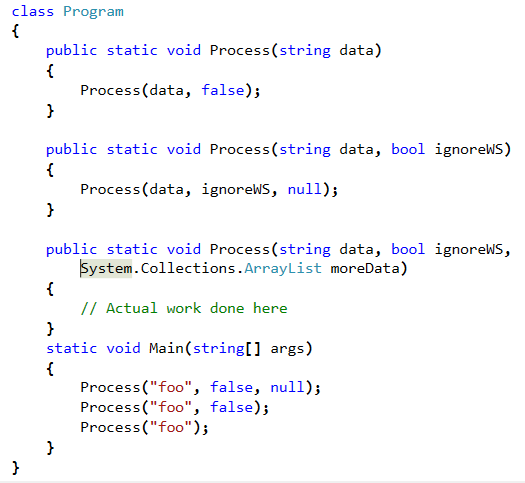 class Program
{
    public static void Process(string data)
    {
        Process(data, false);
    }

    public static void Process(string data, bool ignoreWS)
    {
        Process(data, ignoreWS, null);
    }

    public static void Process(string data, bool ignoreWS,
        System.Collections.ArrayList moreData)
    {
        // Actual work done here
    }
    static void Main(string[] args)
    {
        Process("foo", false, null);
        Process("foo", false);
        Process("foo");
    }
}